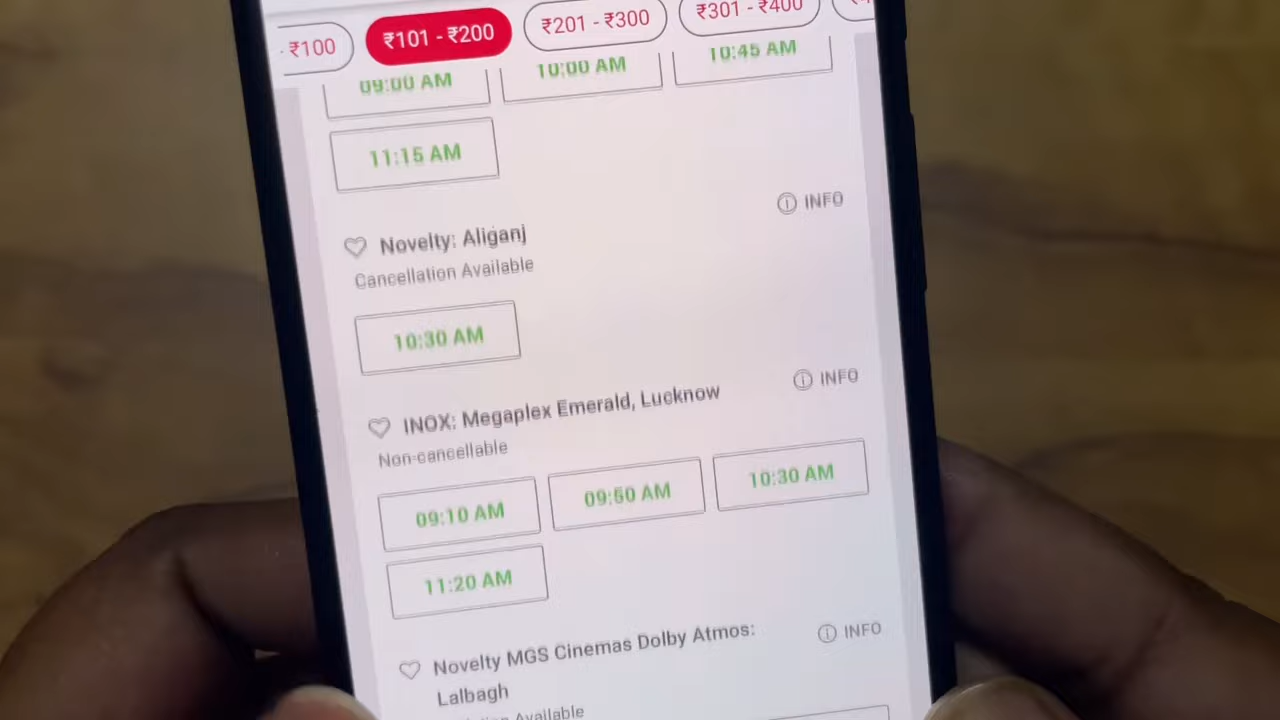 - ₹100
₹101 - ₹200
₹201 - ₹300
₹301 - ₹400
09:00 AM
10:00 AM
10:45 AM
11:15 AM
INFO
Novelty: Aliganj
Cancellation Available
10:30 AM
INFO
INOX: Megaplex Emerald, Lucknow
Non-cancellable
09:10 AM
09:50 AM
10:30 AM
11:20 AM
INFO
Novelty MGS Cinemas Dolby Atmos:
Lalbagh
Available